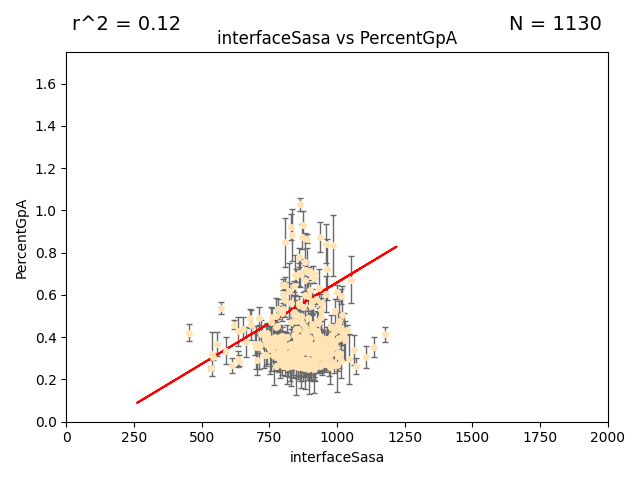 r^2 = 0.12
N = 1130
interfaceSasa vs PercentGpA
1.6
1.4
1.2
1.0
0.8
0.6
0.4
0.2
0.0
PercentGpA
0 250 500 750 1000 1250 1500 1750 2000
interfaceSasa